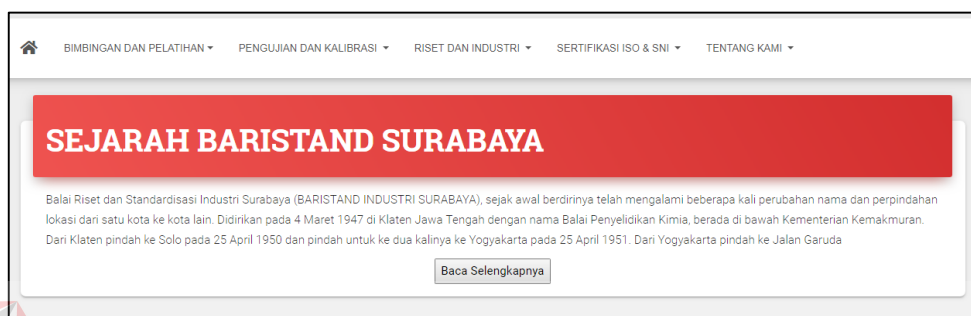 BIMBINGAN DAN PELATIHAN PENGUJIAN DAN KALIBRASI RISET DAN INDUSTRI SERTIFIKASI ISO & SNI TENTANG KAMI
SEJARAH BARISTAND SURABAYA
Balai Riset dan Standardisasi Industri Surabaya (BARISTAND INDUSTRI SURABAYA), sejak awal berdirinya telah mengalami beberapa kali perubahan nama dan perpindahan
lokasi dari satu kota ke kota lain. Didirikan pada 4 Maret 1947 di Klaten Jawa Tengah dengan nama Balai Penyelidikan Kimia, berada di bawah Kementerian Kemakmuran.
Dari Klaten pindah ke Solo pada 25 April 1950 dan pindah untuk ke dua kalinya ke Yogyakarta pada 25 April 1951. Dari Yogyakarta pindah ke Jalan Garuda
Baca Selengkapnya